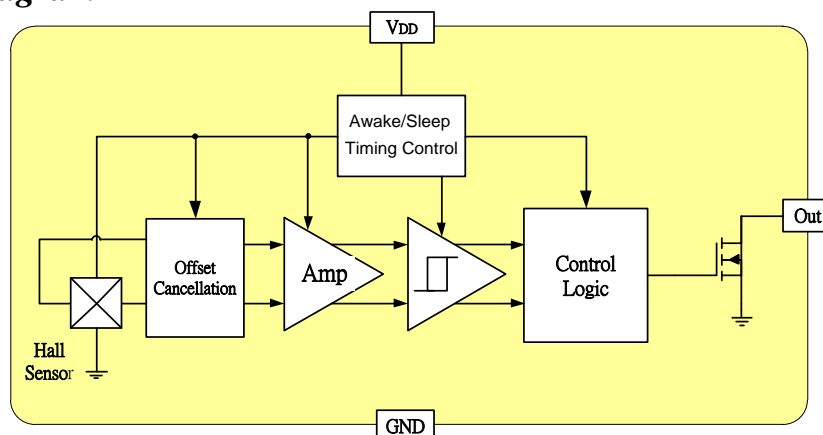 VDD
Awake/Sleep
Timing Control
Out
Offset
Cancellation
Amp
Control
Logic
Hall
Sensor
GND